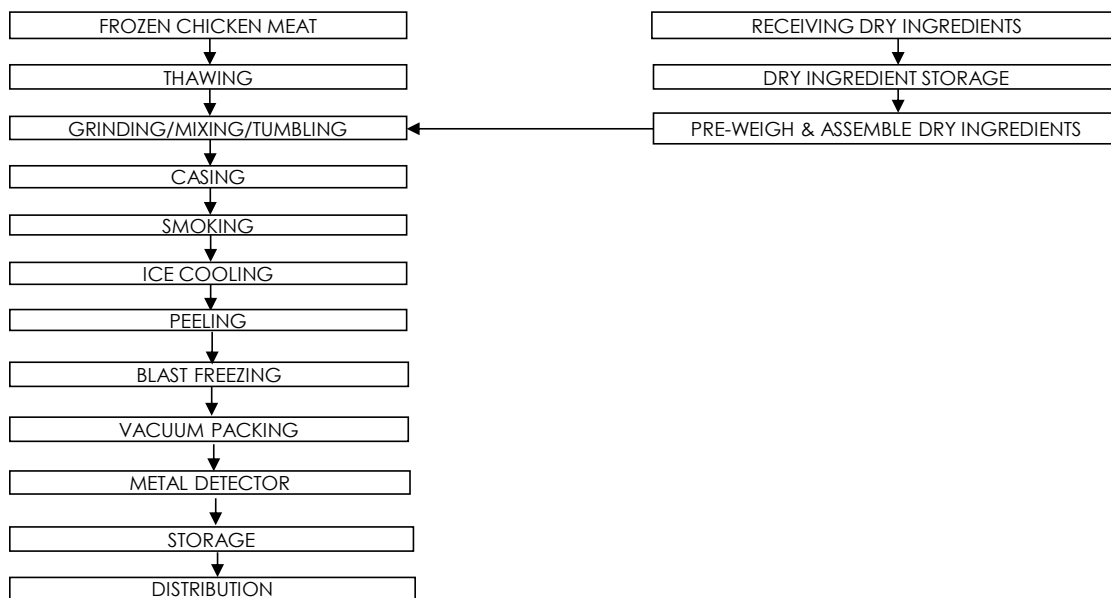 FROZEN CHICKEN MEAT
RECEIVING DRY INGREDIENTS
THAWING
DRY INGREDIENT STORAGE
GRINDING/MIXING/TUMBLING
PRE-WEIGH & ASSEMBLE DRY INGREDIENTS
CASING
SMOKING
ICE COOLING
PEELING
BLAST FREEZING
VACUUM PACKING
METAL DETECTOR
STORAGE
DISTRIBUTION